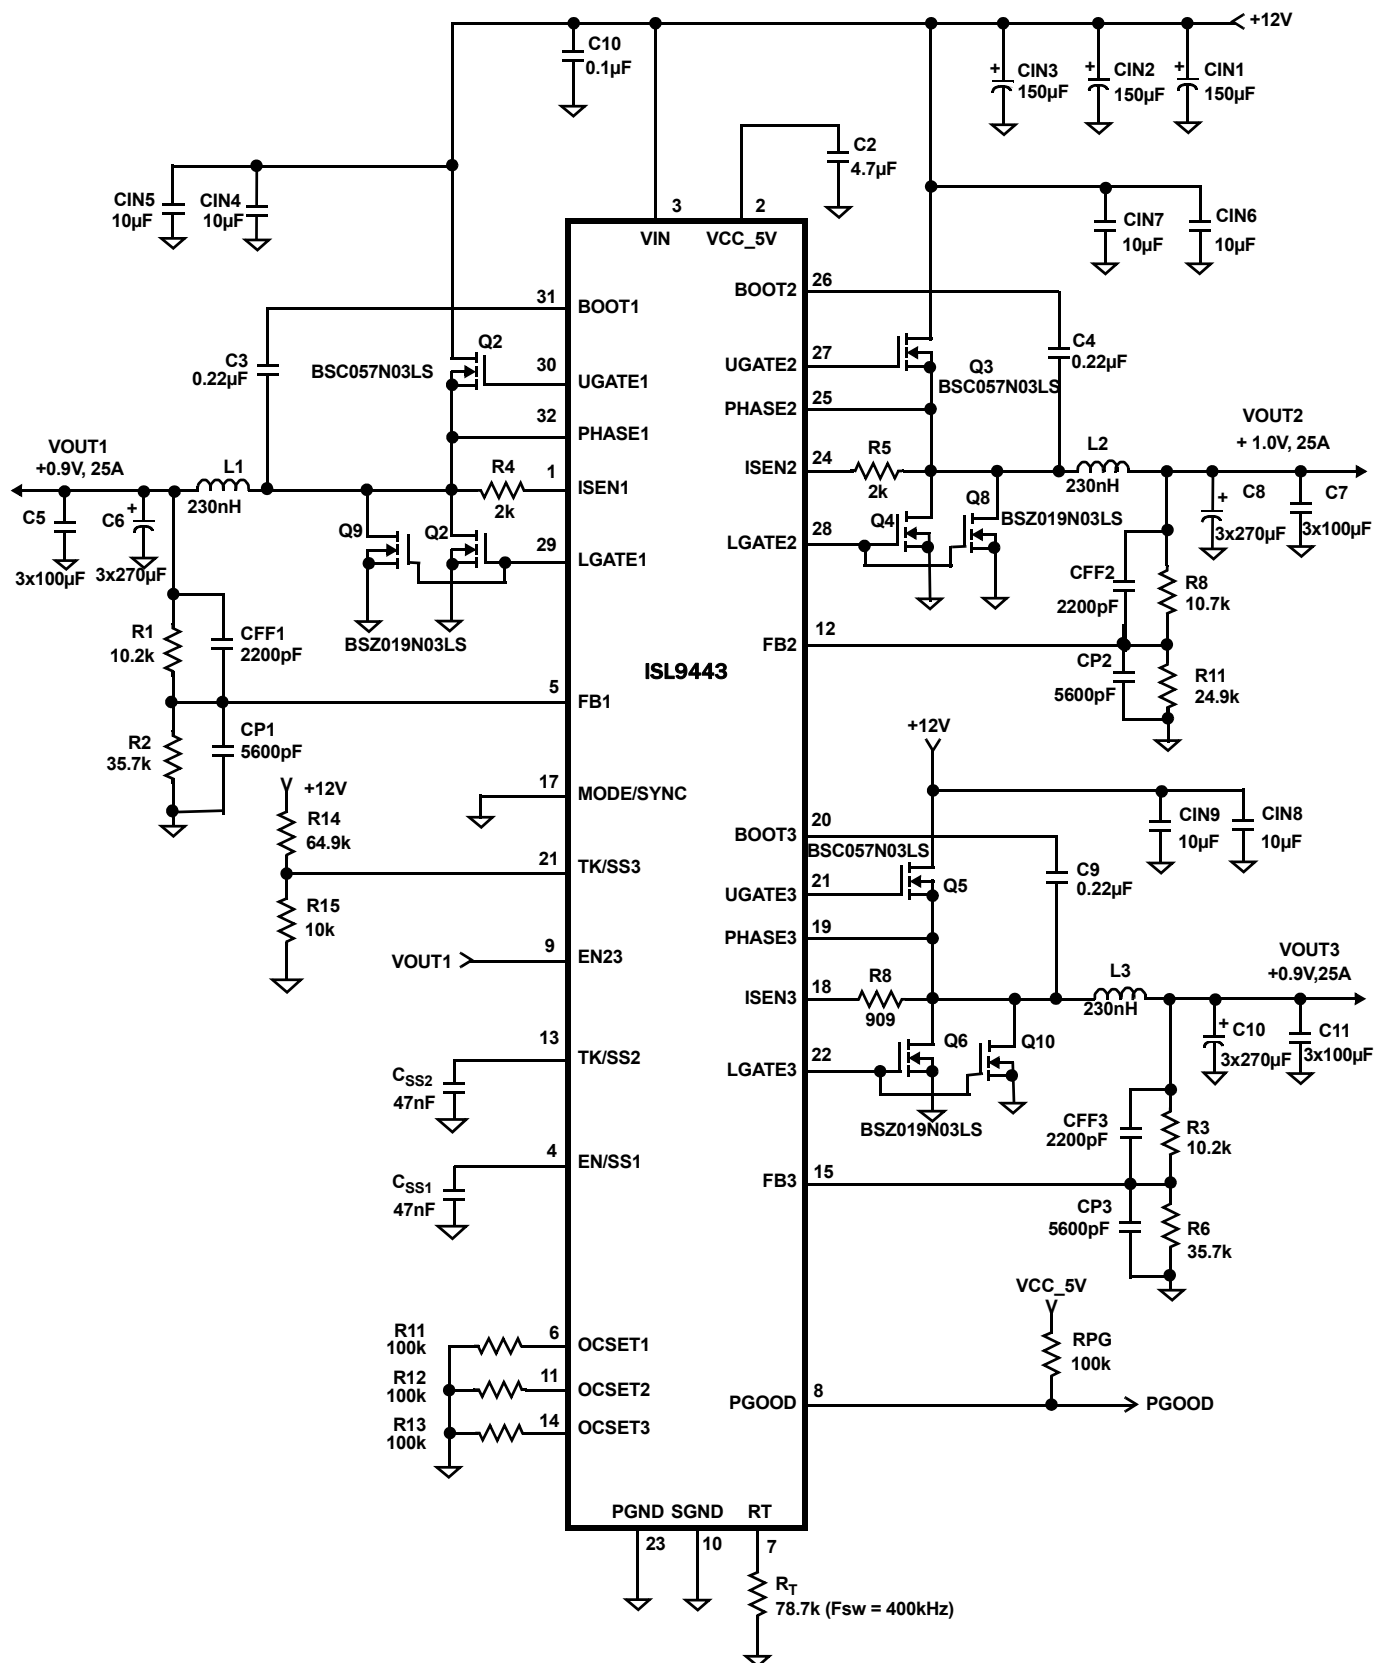 +12V
C10
0.1µF
CIN3
150µF
CIN2
150µF
CIN1
150µF
C2
4.7µF
CIN5
10µF
CIN4
10µF
3
2
VIN
VCC_5V
CIN7
10µF
CIN6
10µF
31
BOOT1
BOOT2
26
C3
0.22µF
Q2
BSC057N03LS
30
UGATE1
UGATE2
27
Q3
BSC057N03LS
C4
0.22µF
32
PHASE1
PHASE2
25
VOUT1
+0.9V, 25A
L1
230nH
R4
2k
1
ISEN1
ISEN2
24
R5
2k
L2
230nH
VOUT2
+ 1.0V, 25A
C5
3x100µF
C6
+
3x270µF
Q9
Q2
29
LGATE1
LGATE2
28
Q4
Q8
BSZ019N03LS
+
C8
3x270µF
C7
3x100µF
BSZ019N03LS
R1
10.2k
CFF1
2200pF
CFF2
2200pF
R8
10.7k
ISL9443
FB2
12
CP2
5600pF
R11
24.9k
5
FB1
R2
35.7k
CP1
5600pF
+12V
17
MODE/SYNC
+12V
R14
64.9k
CIN9
10µF
CIN8
10µF
BOOT3
20
BSC057N03LS
21
TK/SS3
UGATE3
21
Q5
C9
0.22µF
R15
10k
PHASE3
19
VOUT1
9
EN23
ISEN3
18
R8
909
L3
230nH
VOUT3
+0.9V,25A
13
TK/SS2
LGATE3
22
Q6
Q10
+
C10
3x270µF
C11
3x100µF
CSS2
47nF
BSZ019N03LS
CFF3
2200pF
R3
10.2k
4
EN/SS1
FB3
15
CSS1
47nF
CP3
5600pF
R6
35.7k
VCC_5V
RPG
100k
R11
100k
6
OCSET1
R12
100k
11
OCSET2
PGOOD
8
PGOOD
R13
100k
14
OCSET3
PGND
SGND
RT
23
10
7
RT
78.7k (Fsw = 400kHz)